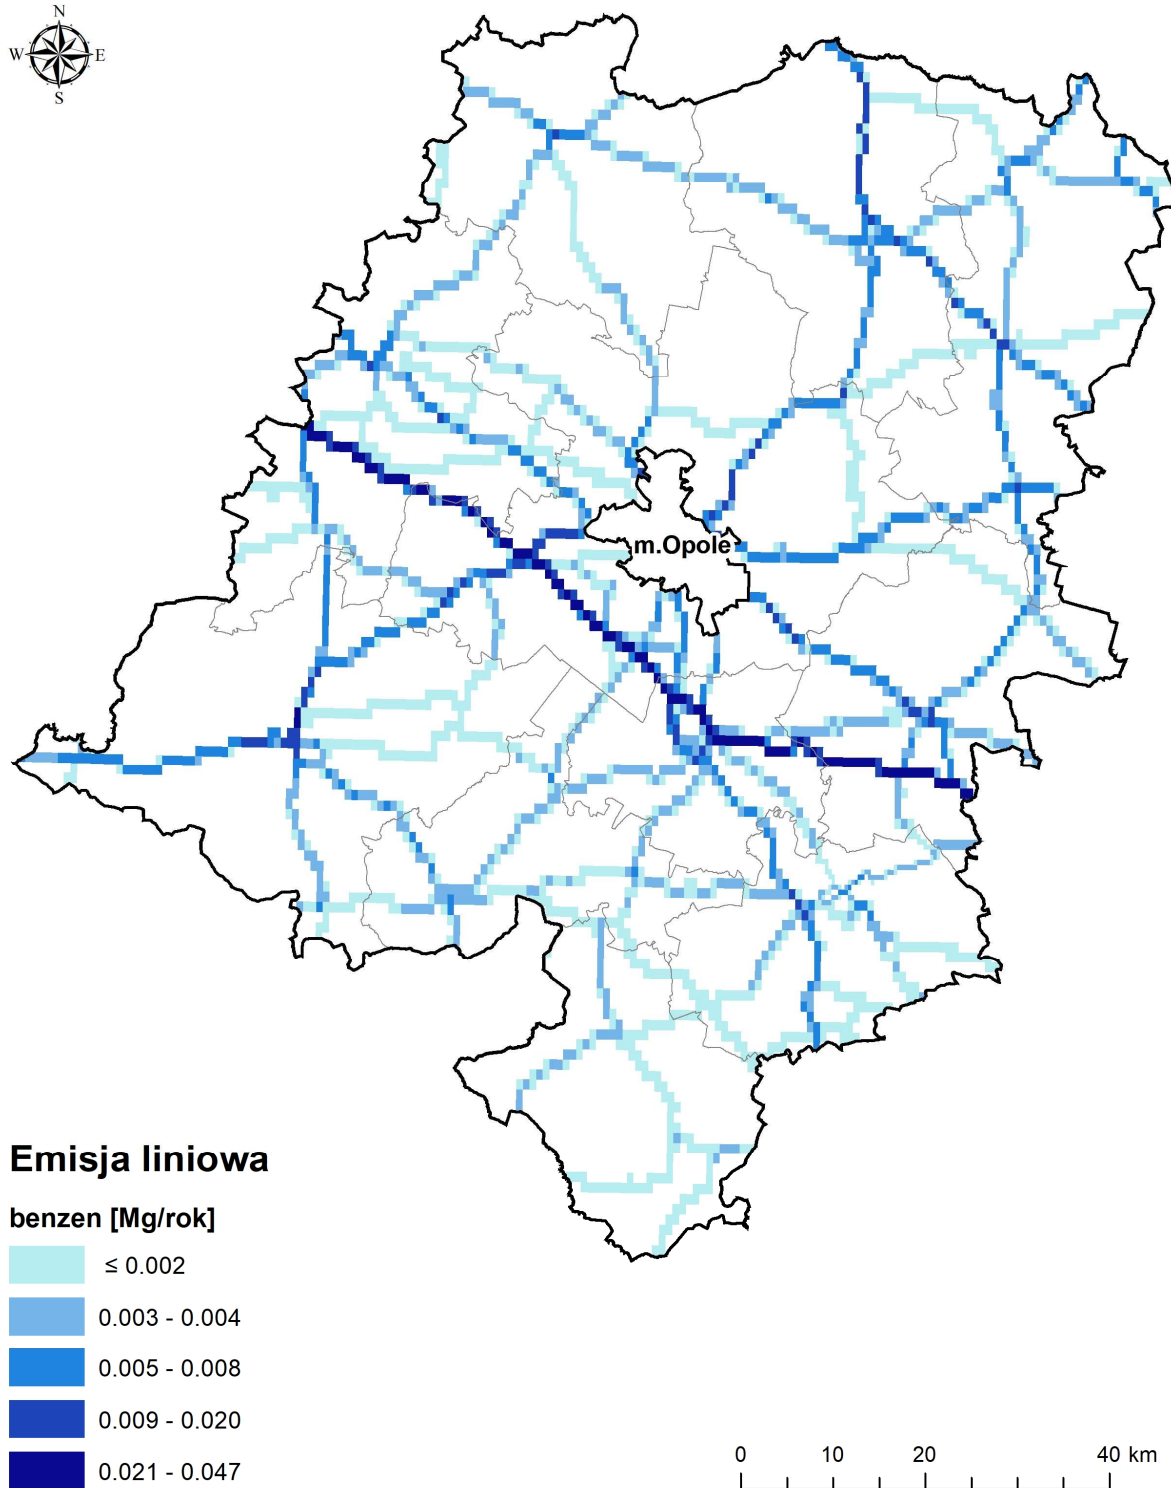 N
W E
S
m.Opole
Emisja liniowa
benzen [Mg/rok]
≤ 0.002
0.003 - 0.004
0.005 - 0.008
0.009 - 0.020
0.021 - 0.047
0 10 20 40 km